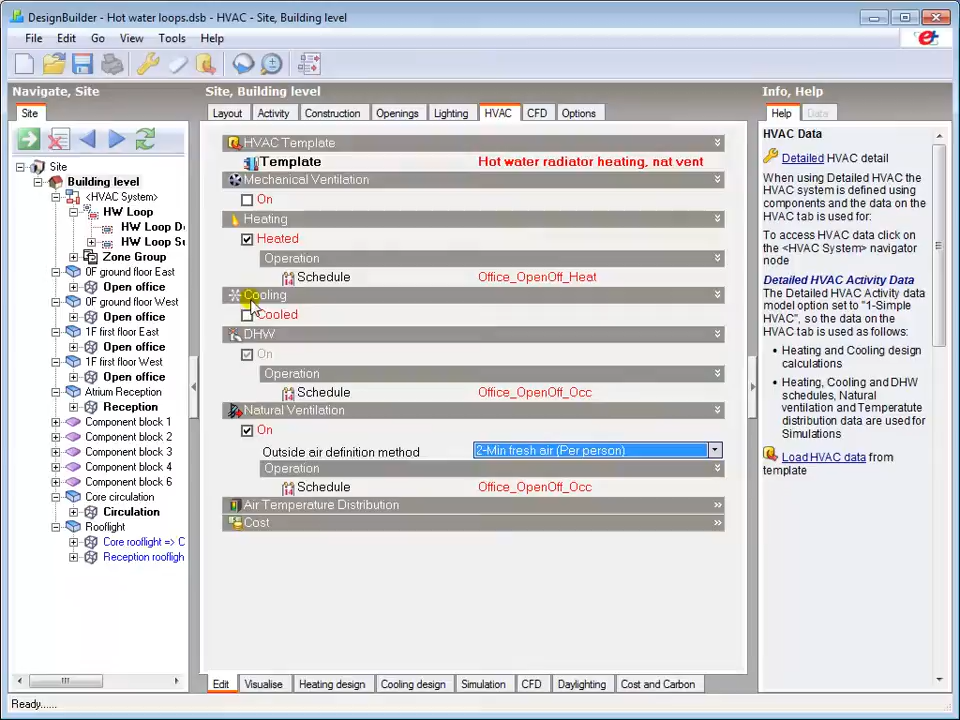 DesignBuilder - Hot water loops.dsb - HVAC - Site, Building level
File Edit Go View Tools Help
Navigate, Site
Site
Site
Building level
<HVAC System>
HW Loop
HW Loop D
HW Loop Su
Zone Group
0F ground floor East
Open office
0F ground floor West
Open office
1F first floor East
Open office
1F first floor West
Open office
Atrium Reception
Reception
Component block 1
Component block 2
Component block 3
Component block 4
Component block 6
Core circulation
Circulation
Rooflight
Core rooflight => C
Reception roofligh
Site, Building level
Layout Activity Construction Openings Lighting HVAC CFD Options
HVAC Template
Template Hot water radiator heating, nat vent
Mechanical Ventilation
On
Heating
Heated
Operation
Schedule Office_OpenOff_Heat
Cooling
Cooled
DHW
On
Operation
Schedule Office_OpenOff_Occ
Natural Ventilation
On
Outside air definition method 2-Min fresh air (Per person)
Operation
Schedule Office_OpenOff_Occ
Air Temperature Distribution
Cost
Edit Visualise Heating design Cooling design Simulation CFD Daylighting Cost and Carbon
Info, Help
Help Data
HVAC Data
Detailed HVAC detail
When using Detailed HVAC the
HVAC system is defined using
components and the data on the
HVAC tab is used for:
To access HVAC data click on
the <HVAC System> navigator
node
Detailed HVAC Activity Data
The Detailed HVAC Activity data
model option set to "1-Simple
HVAC", so the data on the
HVAC tab is used as follows:
• Heating and Cooling design
calculations
• Heating, Cooling and DHW
schedules, Natural
ventilation and Temperatute
distribution data are used for
Simulations
Load HVAC data from
template
Ready......